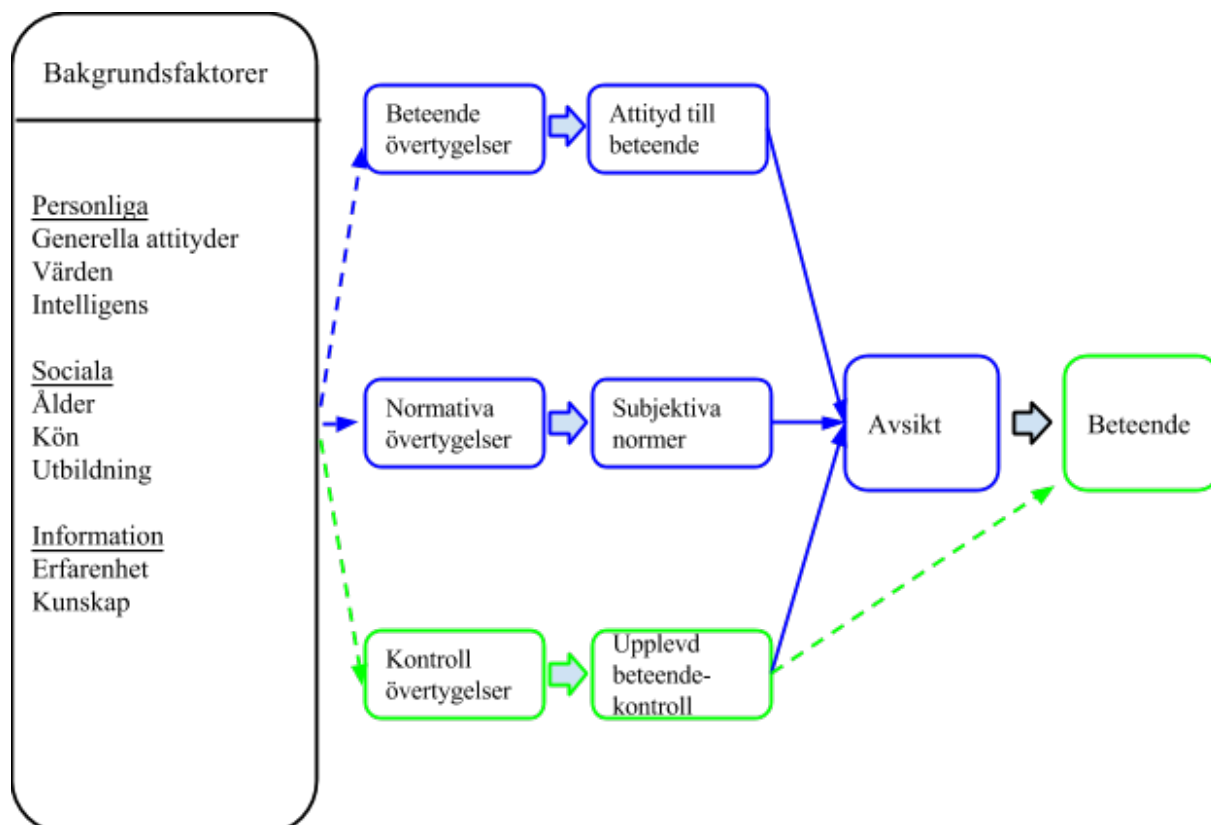 Bakgrundsfaktorer
Personliga
Generella attityder
Värden
Intelligens
Sociala
Ålder
Kön
Utbildning
Information
Erfarenhet
Kunskap
Beteende
övertygelser
Attityd till
beteende
Normativa
övertygelser
Subjektiva
normer
Kontroll
övertygelser
Upplevd
beteende-
kontroll
Avsikt
Beteende